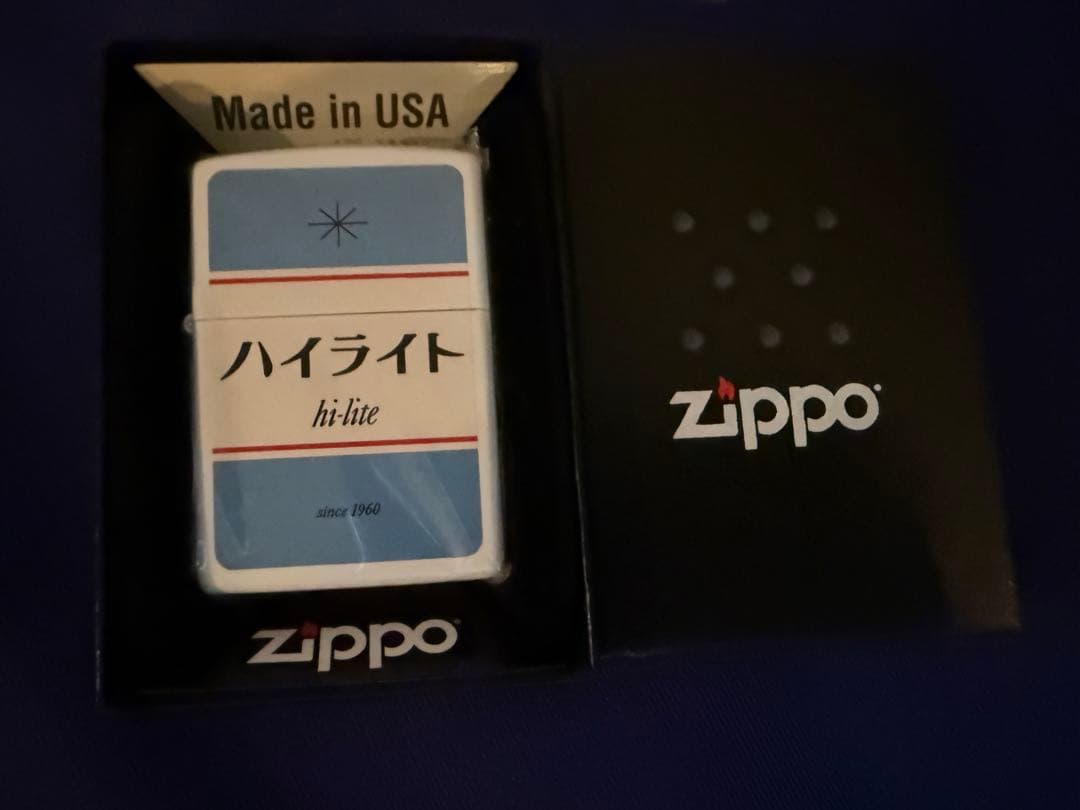 Made in USA
ハイライト
hi-lite
since 1960
zippo
zippo